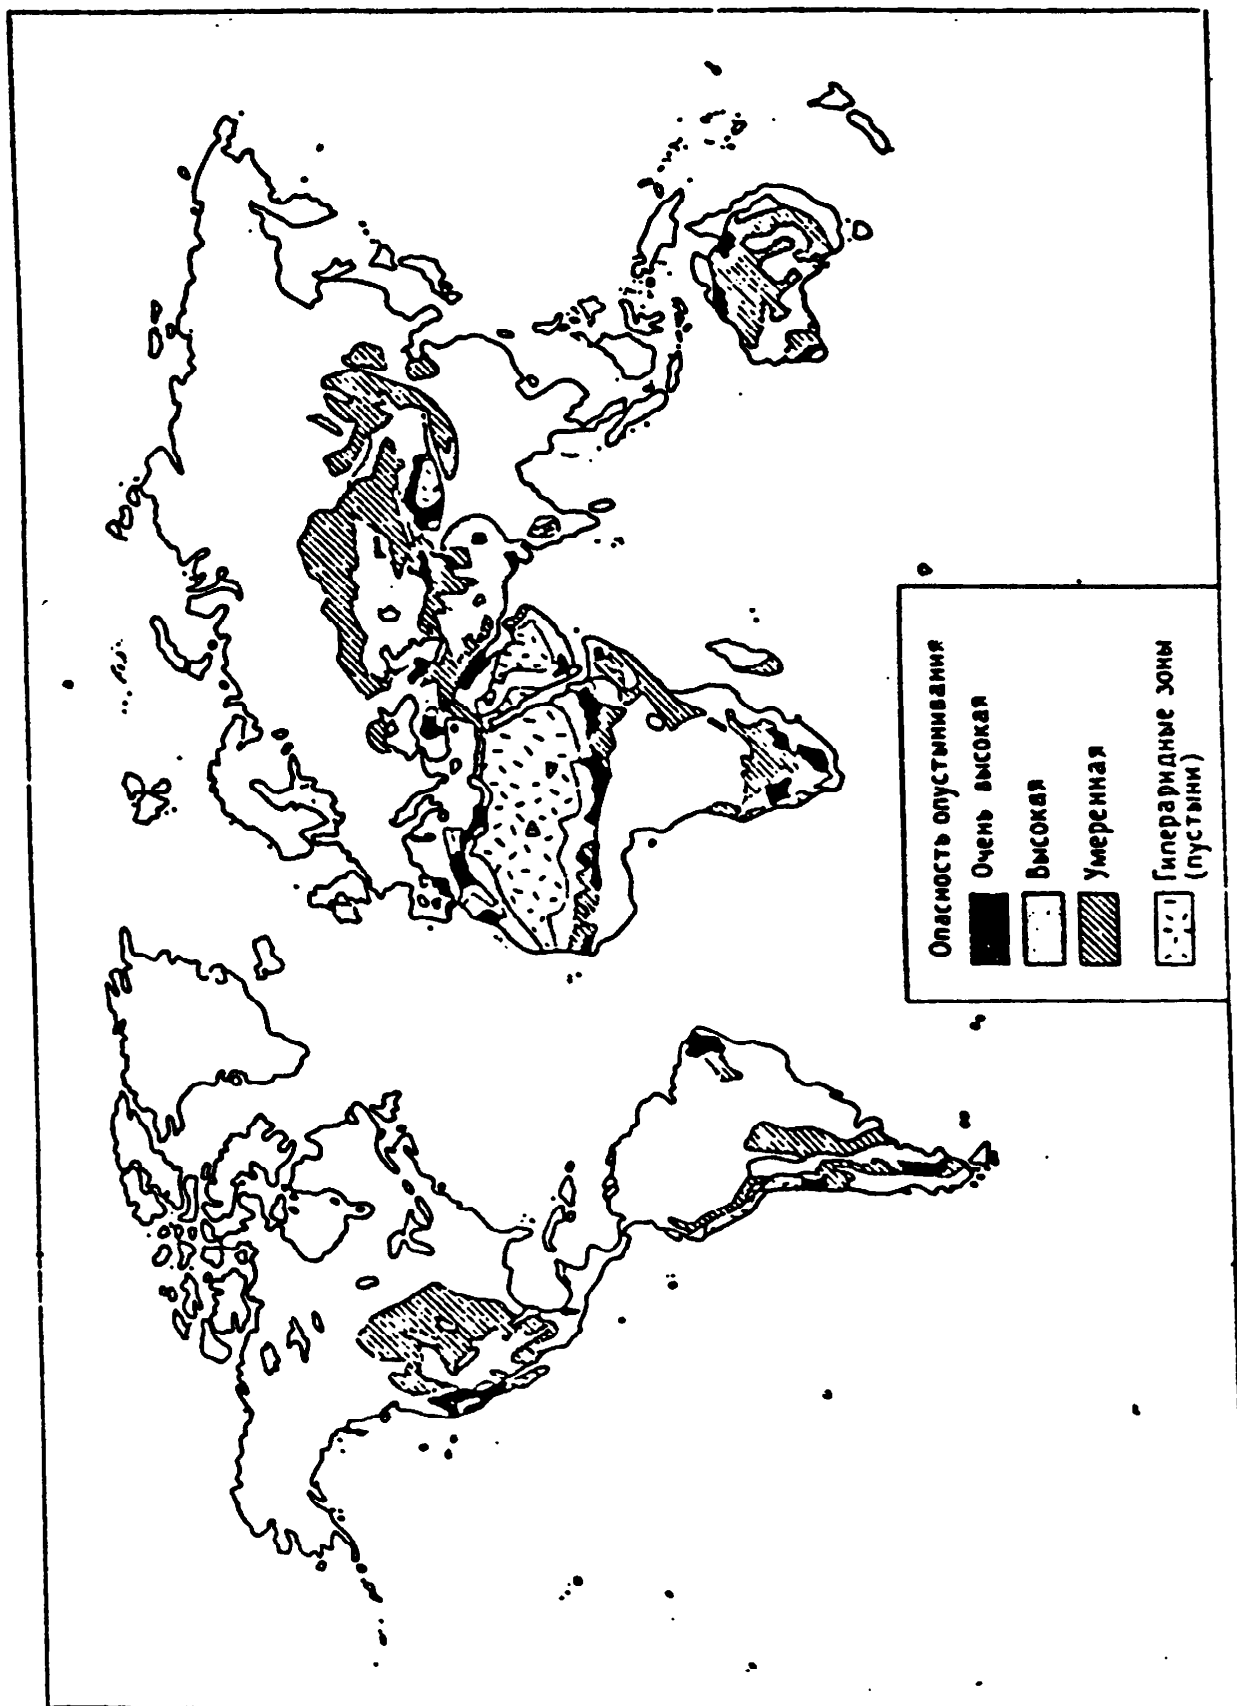 Опасность опустынивания
Очень высокая
Высокая
Умеренная
Гипераридные зоны
(пустыни)